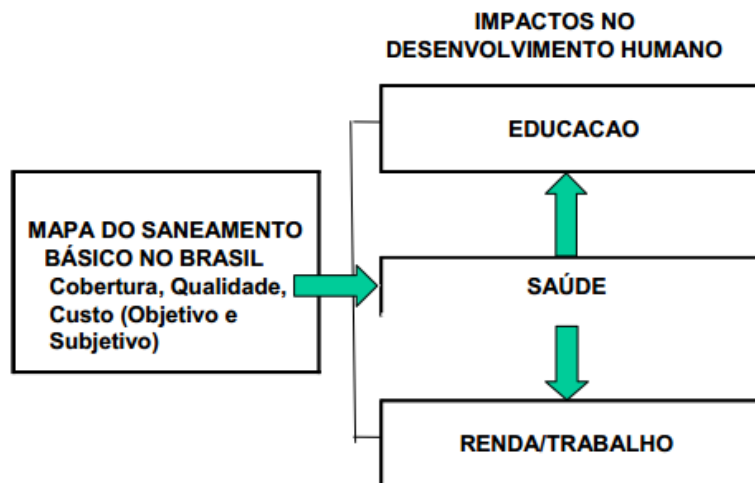 IMPACTOS NO
DESENVOLVIMENTO HUMANO
EDUCACAO
MAPA DO SANEAMENTO
BÁSICO NO BRASIL
Cobertura, Qualidade,
Custo (Objetivo e
Subjetivo)
SAÚDE
RENDA/TRABALHO